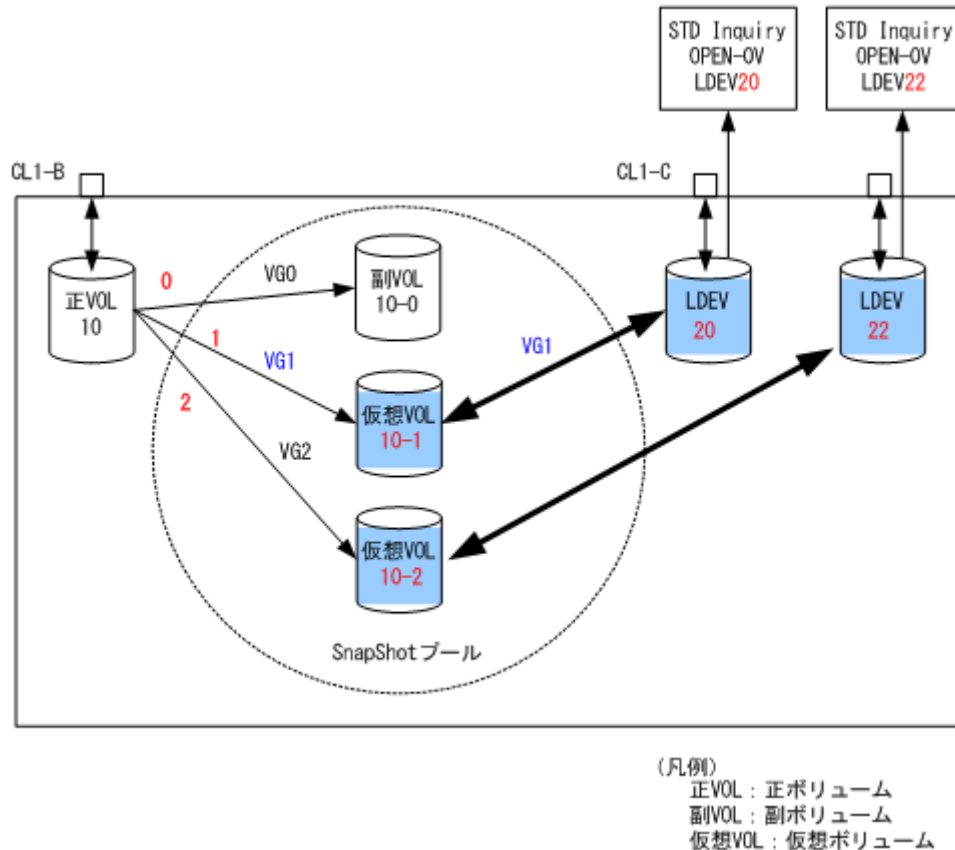 STD Inquiry
OPEN-OV
LDEV20
STD Inquiry
OPEN-OV
LDEV22
CL1-B
CL1-C
正VOL
10
0
VG0
副VOL
10-0
1
VG1
仮想VOL
10-1
2
VG2
仮想VOL
10-2
VG1
LDEV
20
LDEV
22
SnapShotプール
(凡例)
正VOL:正ボリューム
副VOL:副ボリューム
仮想VOL:仮想ボリューム